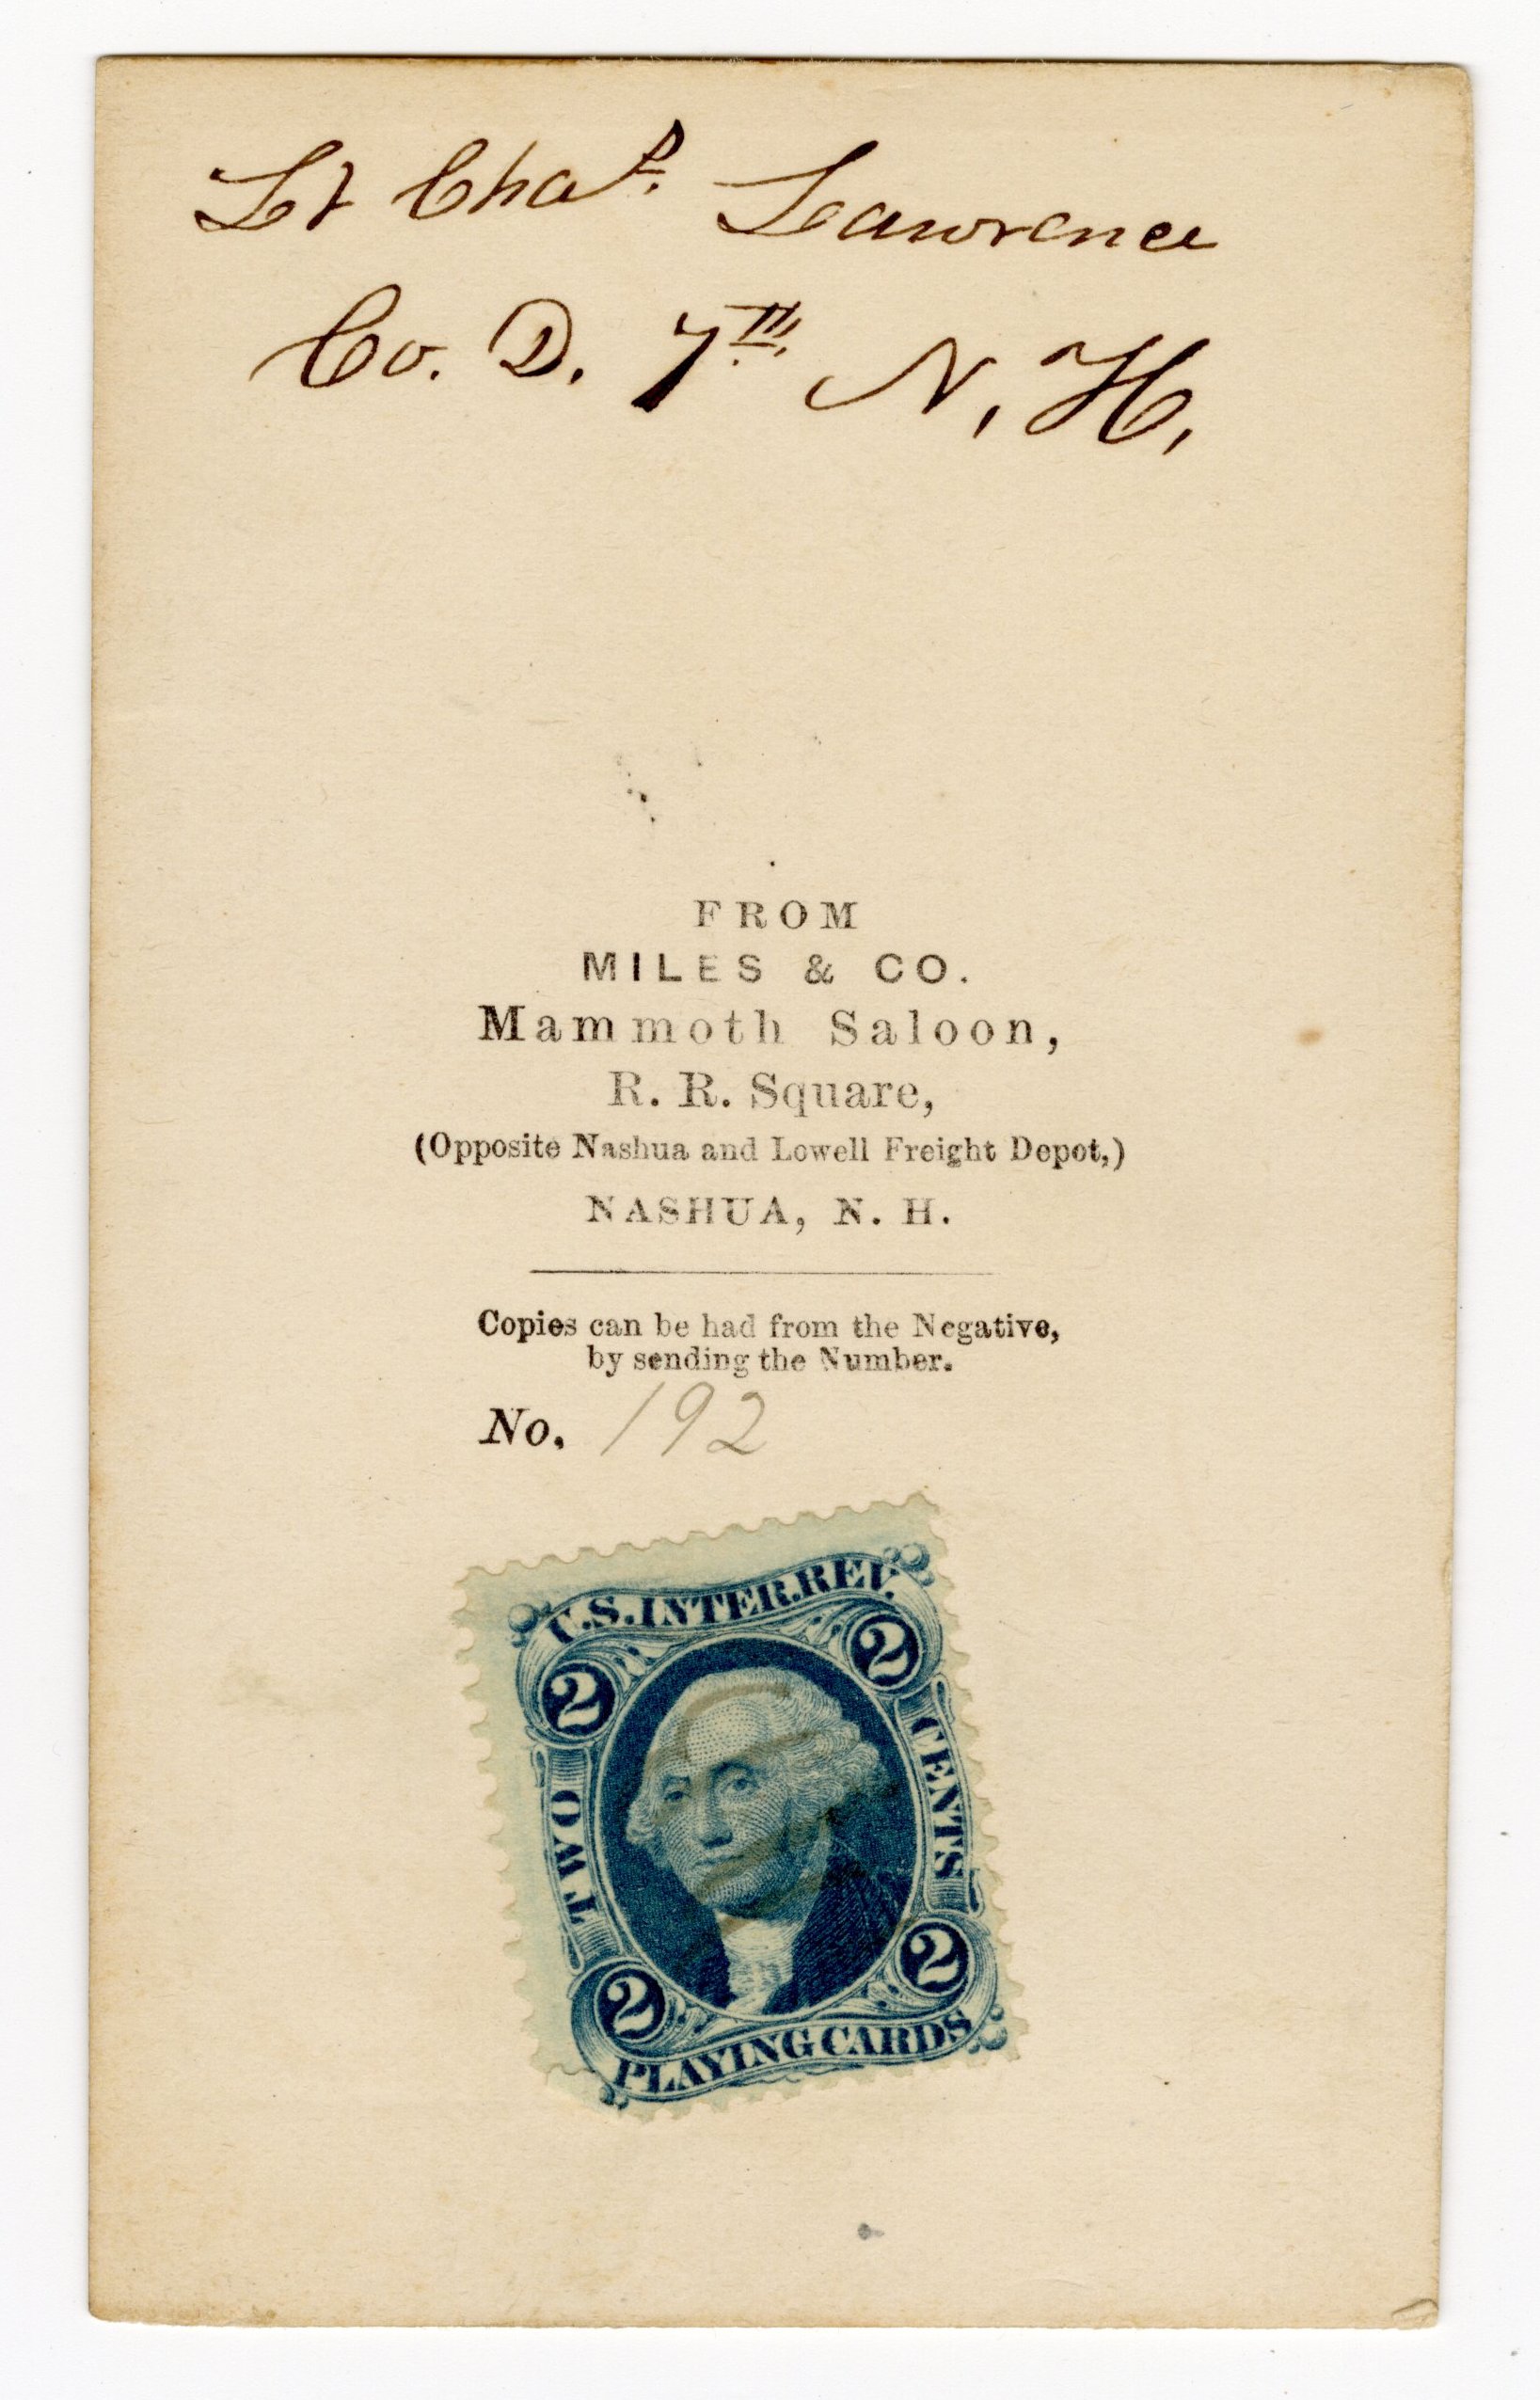 Lt Chas. Lawrence
Co. D. 7th. N. H.
FROM
MILES & CO.
Mammoth Saloon,
R. R. Square,
(Opposite Nashua and Lowell Freight Depot,)
NASHUA, N. H.
Copies can be had from the Negative,
by sending the Number.
No. 192
U.S.INTER.REV.
2 2
TWO CENTS
2 2
PLAYING CARDS